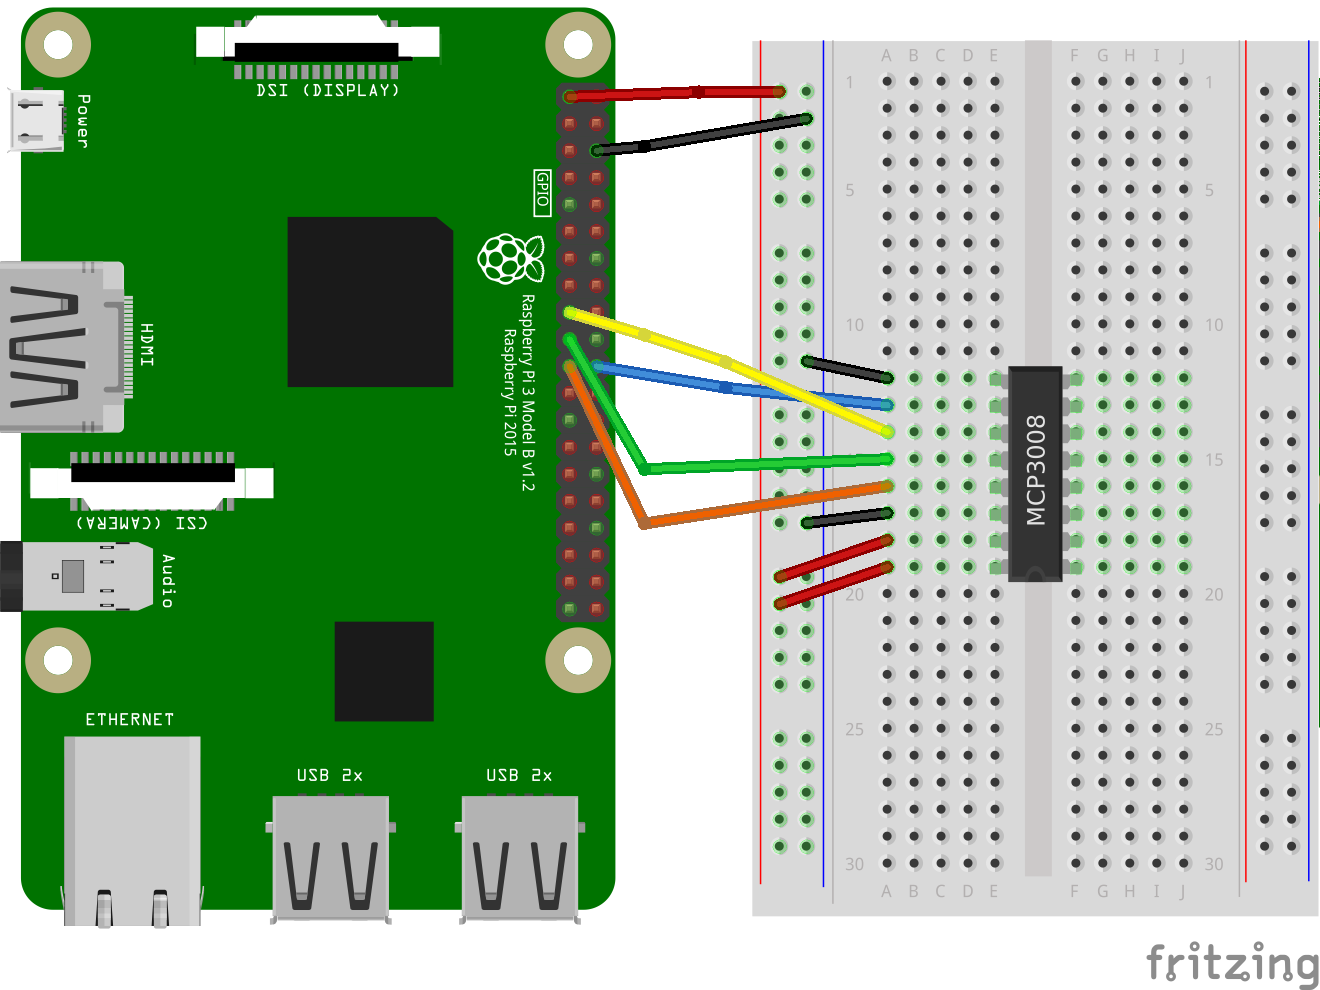 DSI (DISPLAY)
Power
GPIO
HDMI
Raspberry Pi 3 Model B v1.2
Raspberry Pi 2015
CSI (CAMERA)
Audio
ETHERNET
USB 2x
USB 2x
A B C D E F G H I J
1 1
5 5
10 10
MCP3008
15 15
20 20
25 25
30 30
A B C D E F G H I J
fritzing